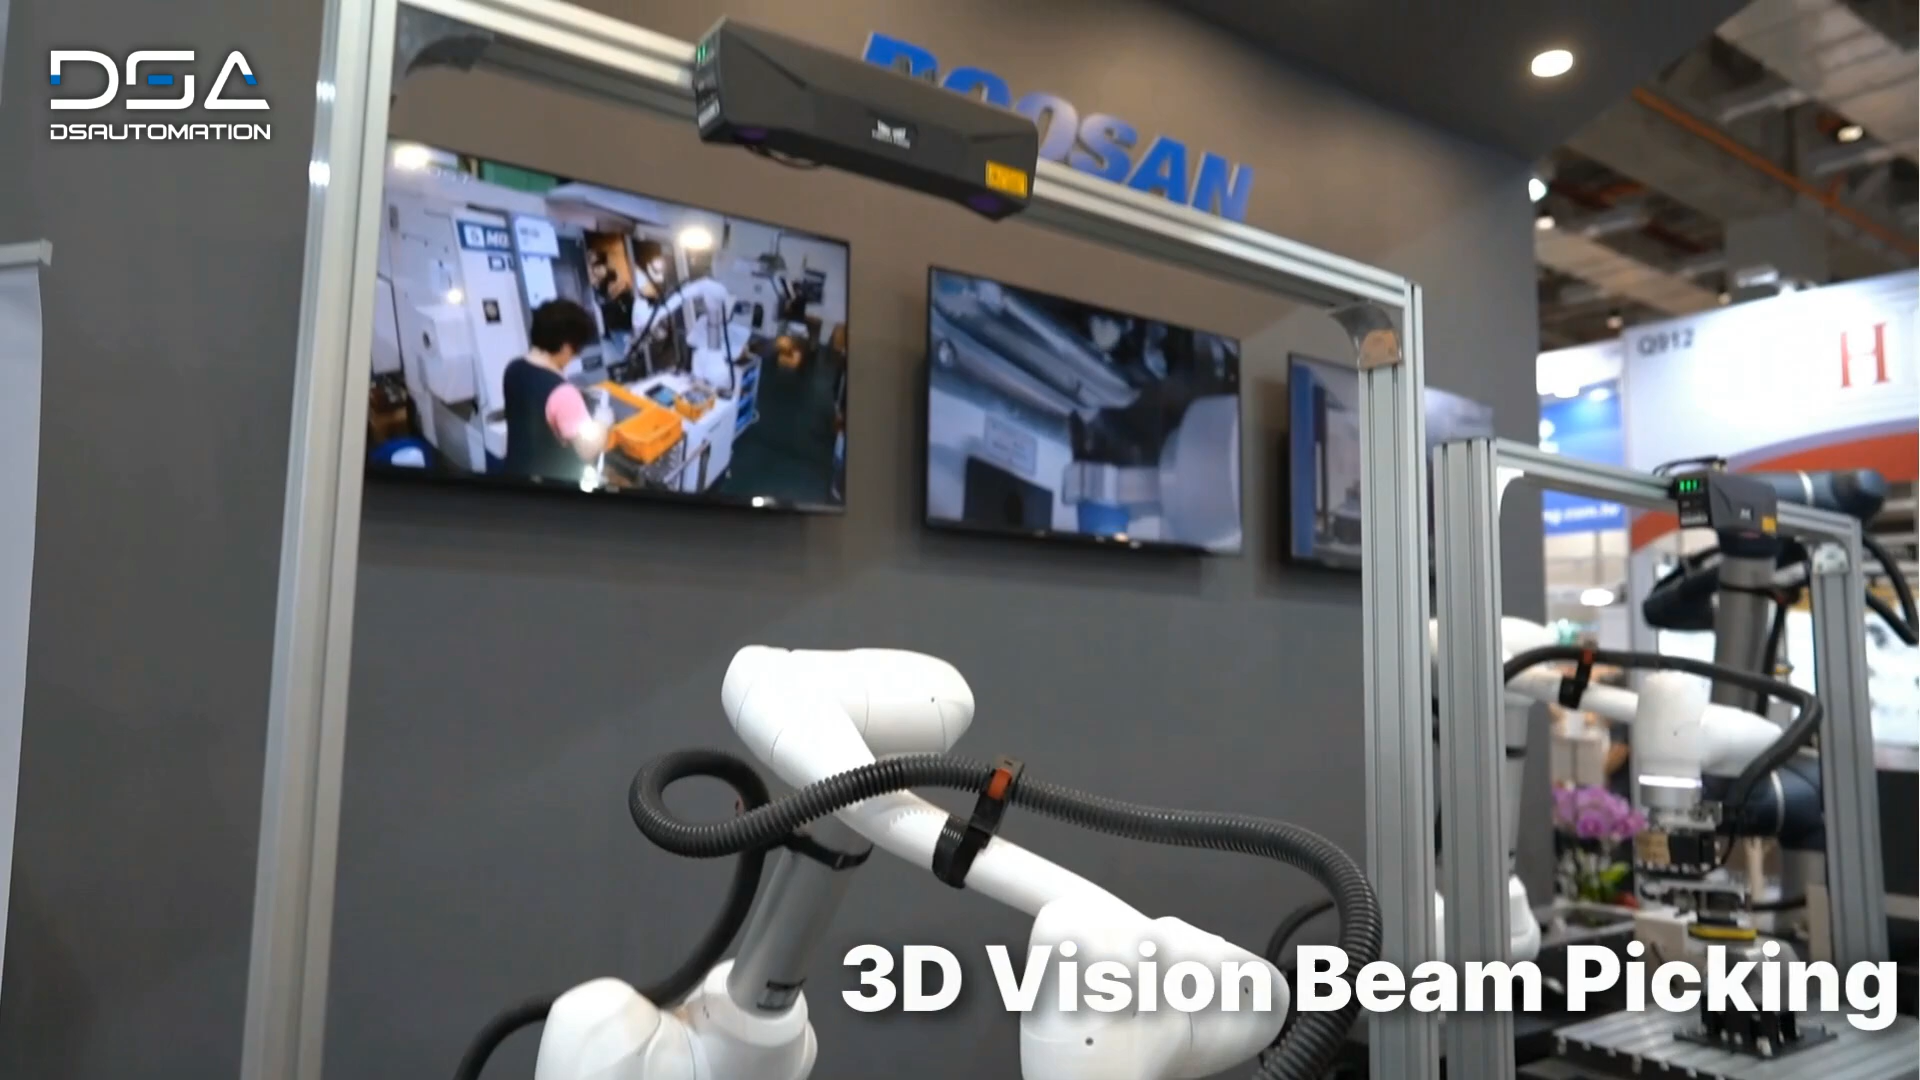 DSA
DSAUTOMATION
DOOSAN
Q912
H
3D Vision Beam Picking